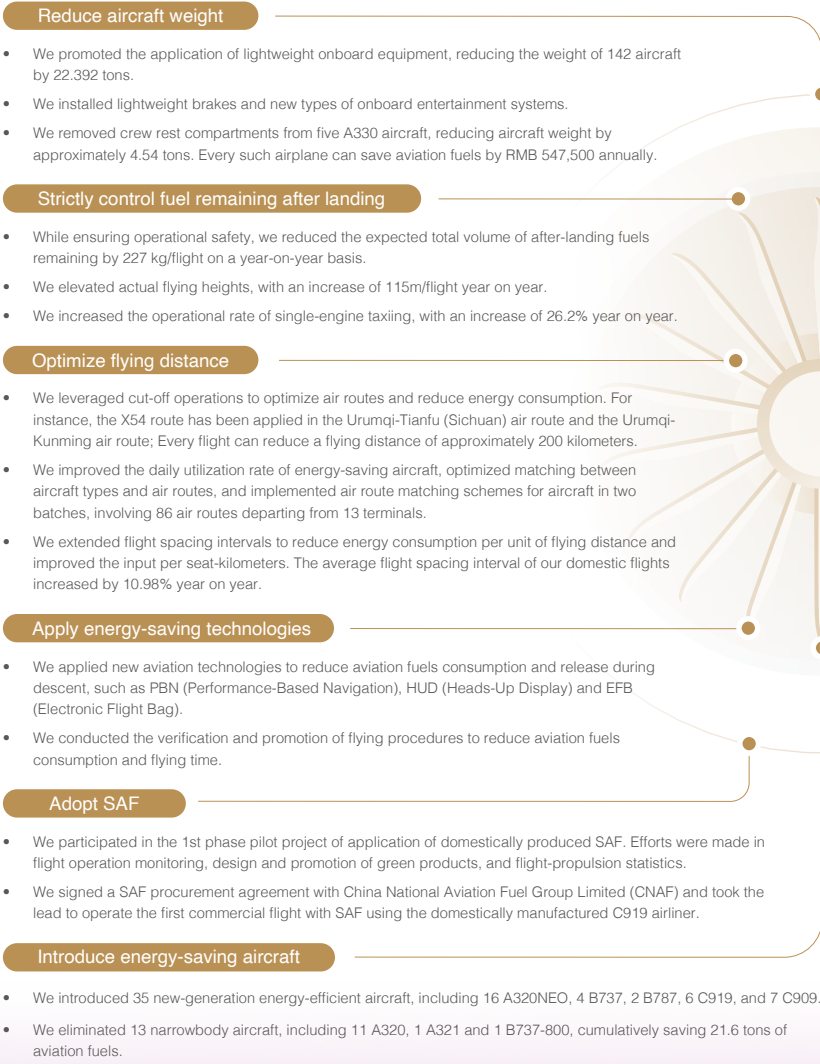 Reduce aircraft weight
• We promoted the application of lightweight onboard equipment, reducing the weight of 142 aircraft
by 22.392 tons.
• We installed lightweight brakes and new types of onboard entertainment systems.
• We removed crew rest compartments from five A330 aircraft, reducing aircraft weight by
approximately 4.54 tons. Every such airplane can save aviation fuels by RMB 547,500 annually.
Strictly control fuel remaining after landing
• While ensuring operational safety, we reduced the expected total volume of after-landing fuels
remaining by 227 kg/flight on a year-on-year basis.
• We elevated actual flying heights, with an increase of 115m/flight year on year.
• We increased the operational rate of single-engine taxiing, with an increase of 26.2% year on year.
Optimize flying distance
• We leveraged cut-off operations to optimize air routes and reduce energy consumption. For
instance, the X54 route has been applied in the Urumqi-Tianfu (Sichuan) air route and the Urumqi-
Kunming air route; Every flight can reduce a flying distance of approximately 200 kilometers.
• We improved the daily utilization rate of energy-saving aircraft, optimized matching between
aircraft types and air routes, and implemented air route matching schemes for aircraft in two
batches, involving 86 air routes departing from 13 terminals.
• We extended flight spacing intervals to reduce energy consumption per unit of flying distance and
improved the input per seat-kilometers. The average flight spacing interval of our domestic flights
increased by 10.98% year on year.
Apply energy-saving technologies
• We applied new aviation technologies to reduce aviation fuels consumption and release during
descent, such as PBN (Performance-Based Navigation), HUD (Heads-Up Display) and EFB
(Electronic Flight Bag).
• We conducted the verification and promotion of flying procedures to reduce aviation fuels
consumption and flying time.
Adopt SAF
• We participated in the 1st phase pilot project of application of domestically produced SAF. Efforts were made in
flight operation monitoring, design and promotion of green products, and flight-propulsion statistics.
• We signed a SAF procurement agreement with China National Aviation Fuel Group Limited (CNAF) and took the
lead to operate the first commercial flight with SAF using the domestically manufactured C919 airliner.
Introduce energy-saving aircraft
• We introduced 35 new-generation energy-efficient aircraft, including 16 A320NEO, 4 B737, 2 B787, 6 C919, and 7 C909.
• We eliminated 13 narrowbody aircraft, including 11 A320, 1 A321 and 1 B737-800, cumulatively saving 21.6 tons of
aviation fuels.